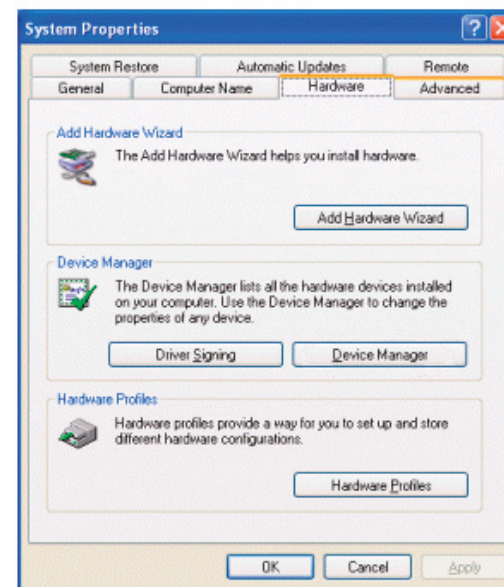 System Properties
System Restore Automatic Updates Remote
General Computer Name Hardware Advanced
Add Hardware Wizard
The Add Hardware Wizard helps you install hardware.
Add Hardware Wizard
Device Manager
The Device Manager lists all the hardware devices installed
on your computer. Use the Device Manager to change the
properties of any device.
Driver Signing Device Manager
Hardware Profiles
Hardware profiles provide a way for you to set up and store
different hardware configurations.
Hardware Profiles
OK Cancel Apply